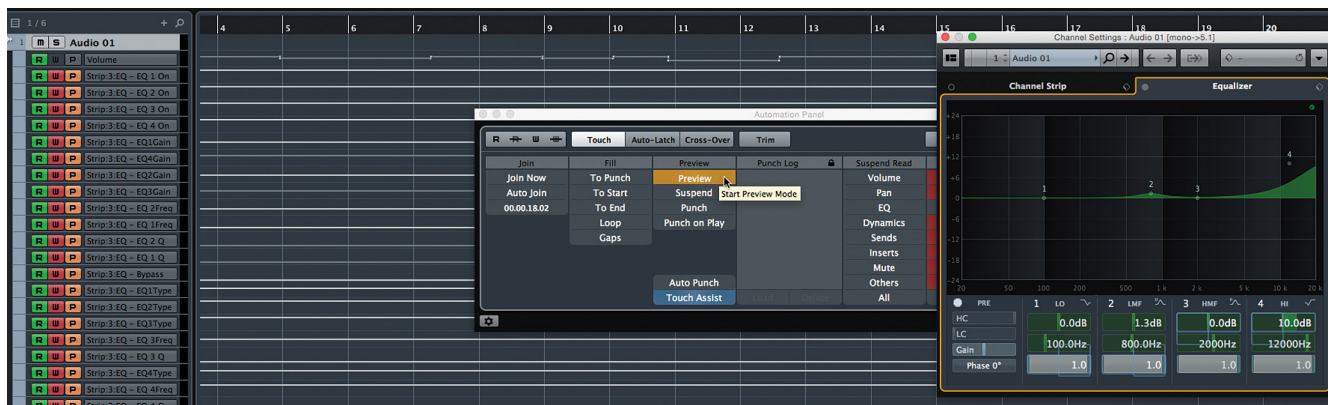 1 / 6
4 5 6 7 8 9 10 11 12 13 14 15 16 17 18 19 20
1 m S Audio 01
R W P Volume
R W P Strip:3:EQ – EQ 1 On
R W P Strip:3:EQ – EQ 2 On
R W P Strip:3:EQ – EQ 3 On
R W P Strip:3:EQ – EQ 4 On
R W P Strip:3:EQ – EQ1Gain
R W P Strip:3:EQ – EQ4Gain
R W P Strip:3:EQ – EQ2Gain
R W P Strip:3:EQ – EQ3Gain
R W P Strip:3:EQ – EQ 2Freq
R W P Strip:3:EQ – EQ 1Freq
R W P Strip:3:EQ – EQ 2 Q
R W P Strip:3:EQ – EQ 1 Q
R W P Strip:3:EQ – Bypass
R W P Strip:3:EQ – EQ1Type
R W P Strip:3:EQ – EQ2Type
R W P Strip:3:EQ – EQ3Type
R W P Strip:3:EQ – EQ 3Freq
R W P Strip:3:EQ – EQ 3 Q
R W P Strip:3:EQ – EQ4Type
R W P Strip:3:EQ – EQ 4Freq
Automation Panel
R W Touch Auto-Latch Cross-Over Trim
Join Fill Preview Punch Log Suspend Read
Join Now To Punch Preview Volume
Auto Join To Start Suspend Start Preview Mode Pan
00.00.18.02 To End Punch EQ
Loop Punch on Play Dynamics
Gaps Sends
Inserts
Mute
Auto Punch Others
Touch Assist Load Delete All
Channel Settings : Audio 01 [mono->5.1]
1 Audio 01
Channel Strip Equalizer
+24
+18
+12
+6
0
-6
-12
-18
-24
1 2 3 4
20 50 100 200 500 1 k 2 k 5 k 10 k 20 k
PRE 1 LO 2 LMF 3 HMF 4 HI
HC 0.0dB 1.3dB 0.0dB 10.0dB
LC 100.0Hz 800.0Hz 2000Hz 12000Hz
Gain
Phase 0° 1.0 1.0 1.0 1.0